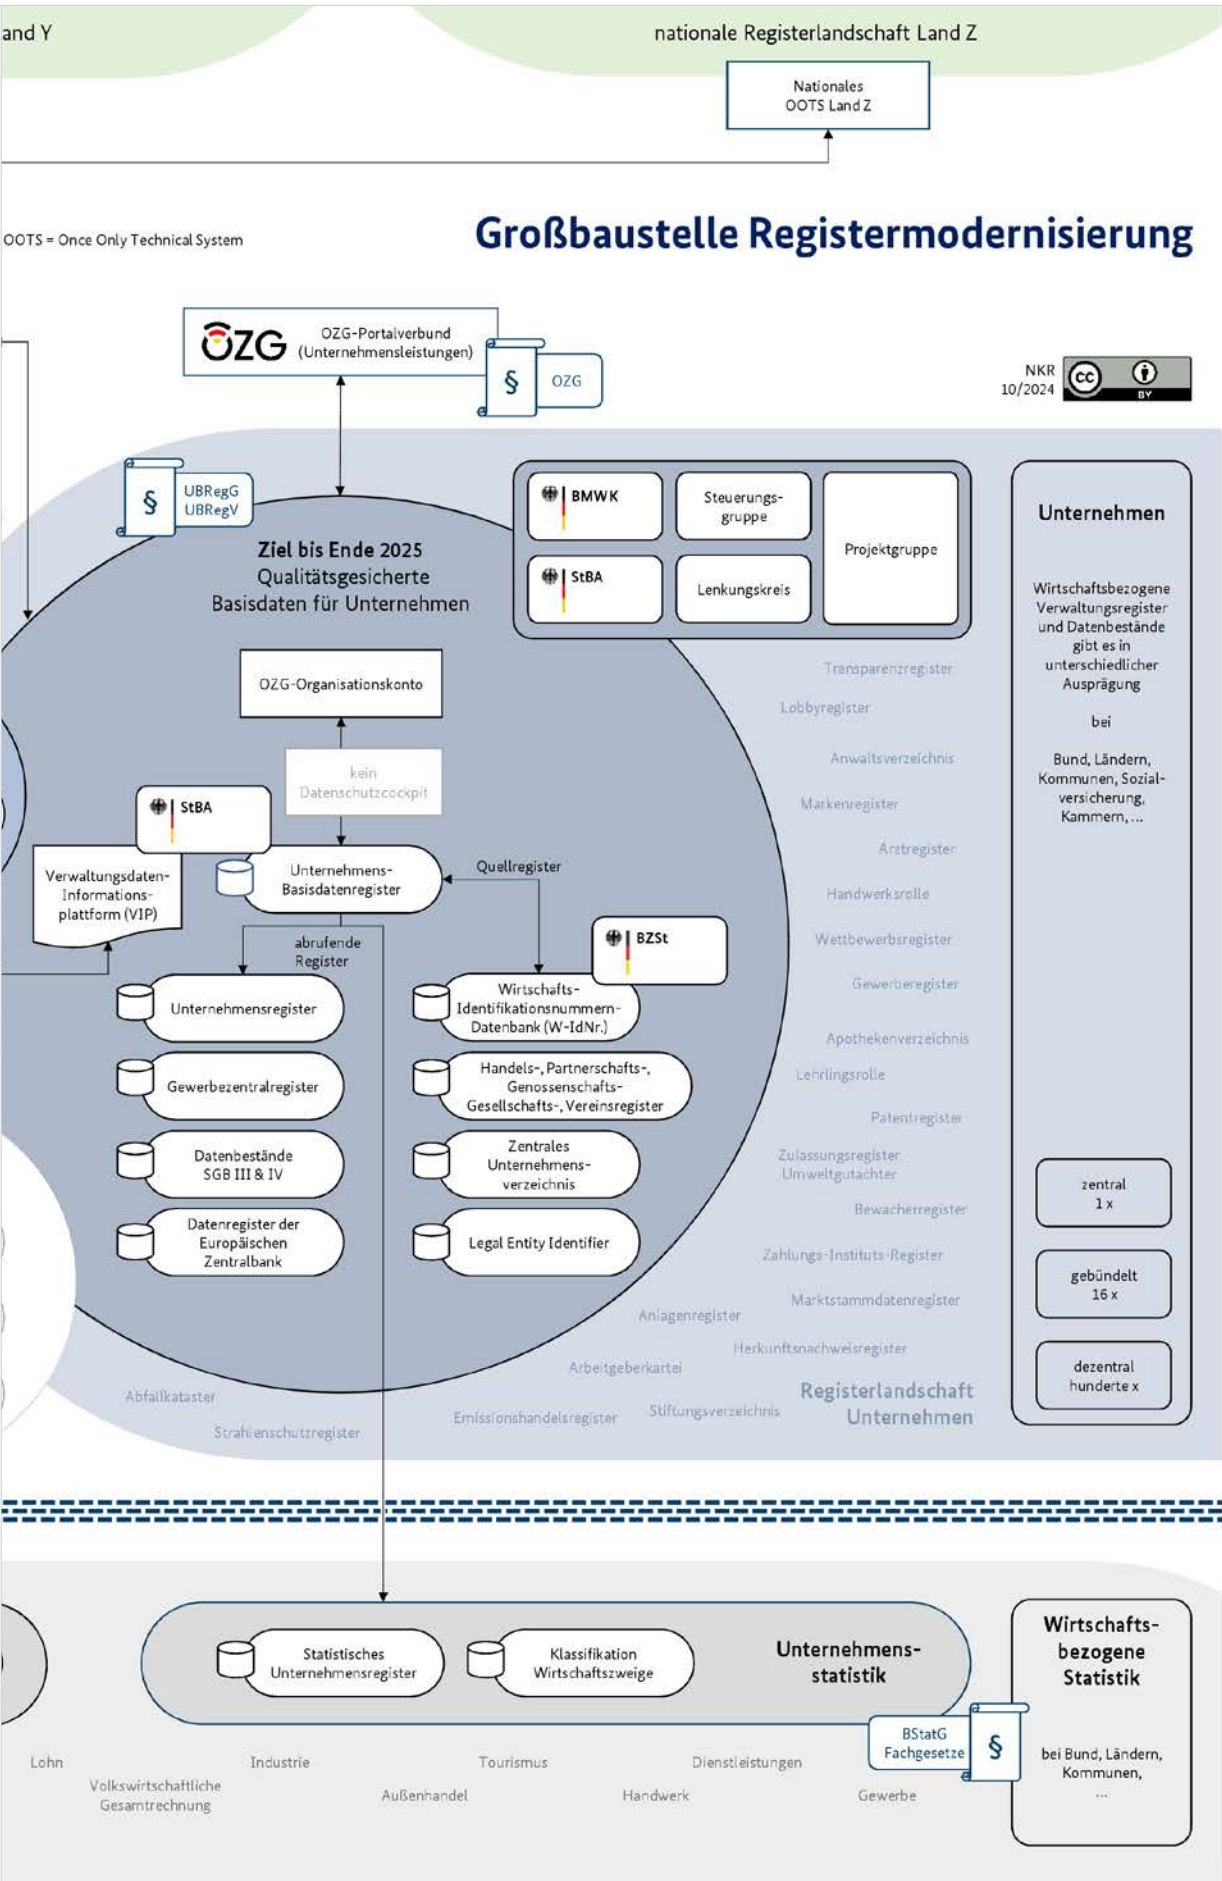 and Y
nationale Registerlandschaft Land Z
Nationales
OOTS Land Z
OOTS = Once Only Technical System
Großbaustelle Registermodernisierung
OZG
OZG-Portalverbund
(Unternehmensleistungen)
§
OZG
NKR
10/2024
cc
BY
§
UBRegG
UBRegV
Ziel bis Ende 2025
Qualitätsgesicherte
Basisdaten für Unternehmen
BMWK
Steuerungs-
gruppe
Projektgruppe
StBA
Lenkungskreis
Unternehmen
Wirtschaftsbezogene
Verwaltungsregister
und Datenbestände
gibt es in
unterschiedlicher
Ausprägung
bei
Bund, Ländern,
Kommunen, Sozial-
versicherung,
Kammern, ...
zentral
1 x
gebündelt
16 x
dezentral
hunderte x
OZG-Organisationskonto
kein
Datenschutzcockpit
StBA
Verwaltungsdaten-
Informations-
plattform (VIP)
Unternehmens-
Basisdatenregister
Quellregister
abrufende
Register
BZSt
Unternehmensregister
Wirtschafts-
Identifikationsnummern-
Datenbank (W-IdNr.)
Gewerbezentralregister
Handels-, Partnerschafts-,
Genossenschafts-
Gesellschafts-, Vereinsregister
Datenbestände
SGB III & IV
Zentrales
Unternehmens-
verzeichnis
Datenregister der
Europäischen
Zentralbank
Legal Entity Identifier
Transparenzregister
Lobbyregister
Anwaltsverzeichnis
Markenregister
Arztregister
Handwerksrolle
Wettbewerbsregister
Gewerberegister
Apothekenverzeichnis
Lehrlingsrolle
Patentregister
Zulassungsregister
Umweltgutachter
Bewacherregister
Zahlungs-Instituts-Register
Marktstammdatenregister
Anlagenregister
Herkunftsnachweisregister
Arbeitgeberkartei
Abfallkataster
Strahlenschutzregister
Emissionshandelsregister
Stiftungsverzeichnis
Registerlandschaft
Unternehmen
Statistisches
Unternehmensregister
Klassifikation
Wirtschaftszweige
Unternehmens-
statistik
BStatG
Fachgesetze
§
Wirtschafts-
bezogene
Statistik
bei Bund, Ländern,
Kommunen,
...
Lohn
Volkswirtschaftliche
Gesamtrechnung
Industrie
Außenhandel
Tourismus
Handwerk
Dienstleistungen
Gewerbe